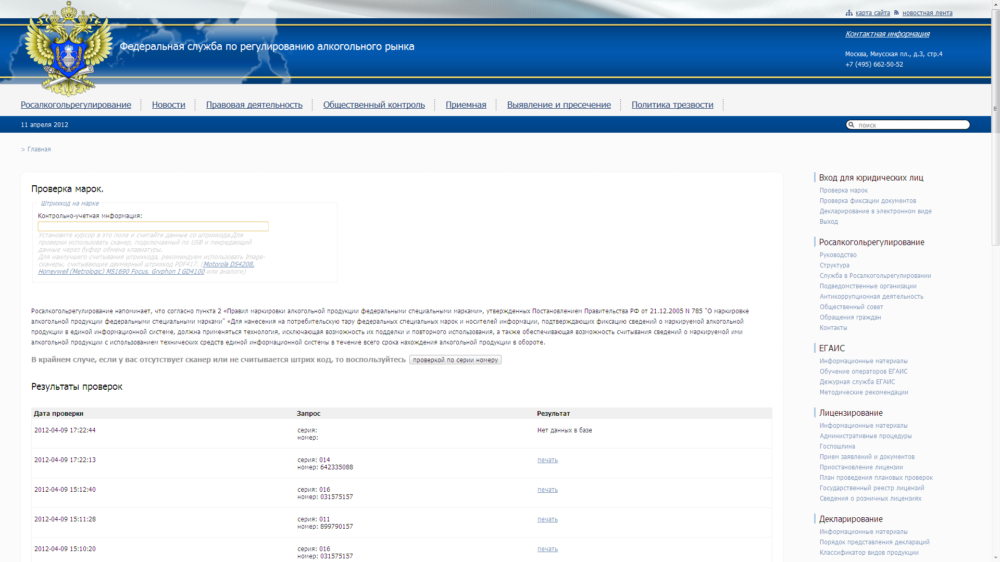 карта сайта
новостная лента
Федеральная служба по регулированию алкогольного рынка
Контактная информация
Москва, Миусская пл., д.3, стр.4
+7 (495) 662-50-52
Росалкогольрегулирование
Новости
Правовая деятельность
Общественный контроль
Приемная
Выявление и пресечение
Политика трезвости
11 апреля 2012
поиск
> Главная
Проверка марок.
Штрихкод на марке
Контрольно-учетная мнформация:
Установите курсор в это поле и считайте данные со штрихкода.Для
проверки использовать сканер, подключаемый по USB и пекредающий
данные через буфер обмена клавиатуры.
Для наилучшего считывания штрихкода, рекомендуем использовать Image-
сканеры, считывающие двумерный штрихкод PDF417. (Motorola DS4208,
Honeywell (Metrologic) MS1690 Focus, Gryphon I GD4100 или аналоги)
Росалкогольрегулирование напоминает, что согласно пункта 2 «Правил маркировки алкогольной продукции федеральными специальными марками», утвержденных Постановлением Правительства РФ от 21.12.2005 N 785 "О маркировке
алкогольной продукции федеральными специальными марками" «Для нанесения на потребительскую тару федеральных специальных марок и носителей информации, подтверждающих фиксацию сведений о маркируемой алкогольной
продукции в единой информационной системе, должна применяться технология, исключающая возможность их подделки и повторного использования, а также обеспечивающая возможность считывания сведений о маркируемой ими
алкогольной продукции с использованием технических средств единой информационной системы в течение всего срока нахождения алкогольной продукции в обороте.
В крайнем случе, если у вас отсутствует сканер или не считывается штрих код, то воспользуйтесь проверкой по серии номеру
Результаты проверок
Дата проверки Запрос Результат
2012-04-09 17:22:44 серия: Нет данных в базе
номер:
2012-04-09 17:22:13 серия: 014 печать
номер: 642335088
2012-04-09 15:12:40 серия: 016 печать
номер: 031575157
2012-04-09 15:11:28 серия: 011 печать
номер: 899790157
2012-04-09 15:10:20 серия: 016 печать
номер: 031575157
Вход для юридических лиц
Проверка марок
Проверка фиксации документов
Декларирование в электронном виде
Выход
Росалкогольрегулирование
Руководство
Структура
Служба в Росалкогольрегулировании
Подведомственные организации
Антикоррупционная деятельность
Общественный совет
Обращения граждан
Контакты
ЕГАИС
Информационные материалы
Обучение операторов ЕГАИС
Дежурная служба ЕГАИС
Методические рекомендации
Лицензирование
Информационные материалы
Административные процедуры
Госпошлина
Прием заявлений и документов
Приостановление лицензии
План проведения плановых проверок
Государственный реестр лицензий
Сведения о розничных лицензиях
Декларирование
Информационные материалы
Порядок представления деклараций
Классификатор видов продукции